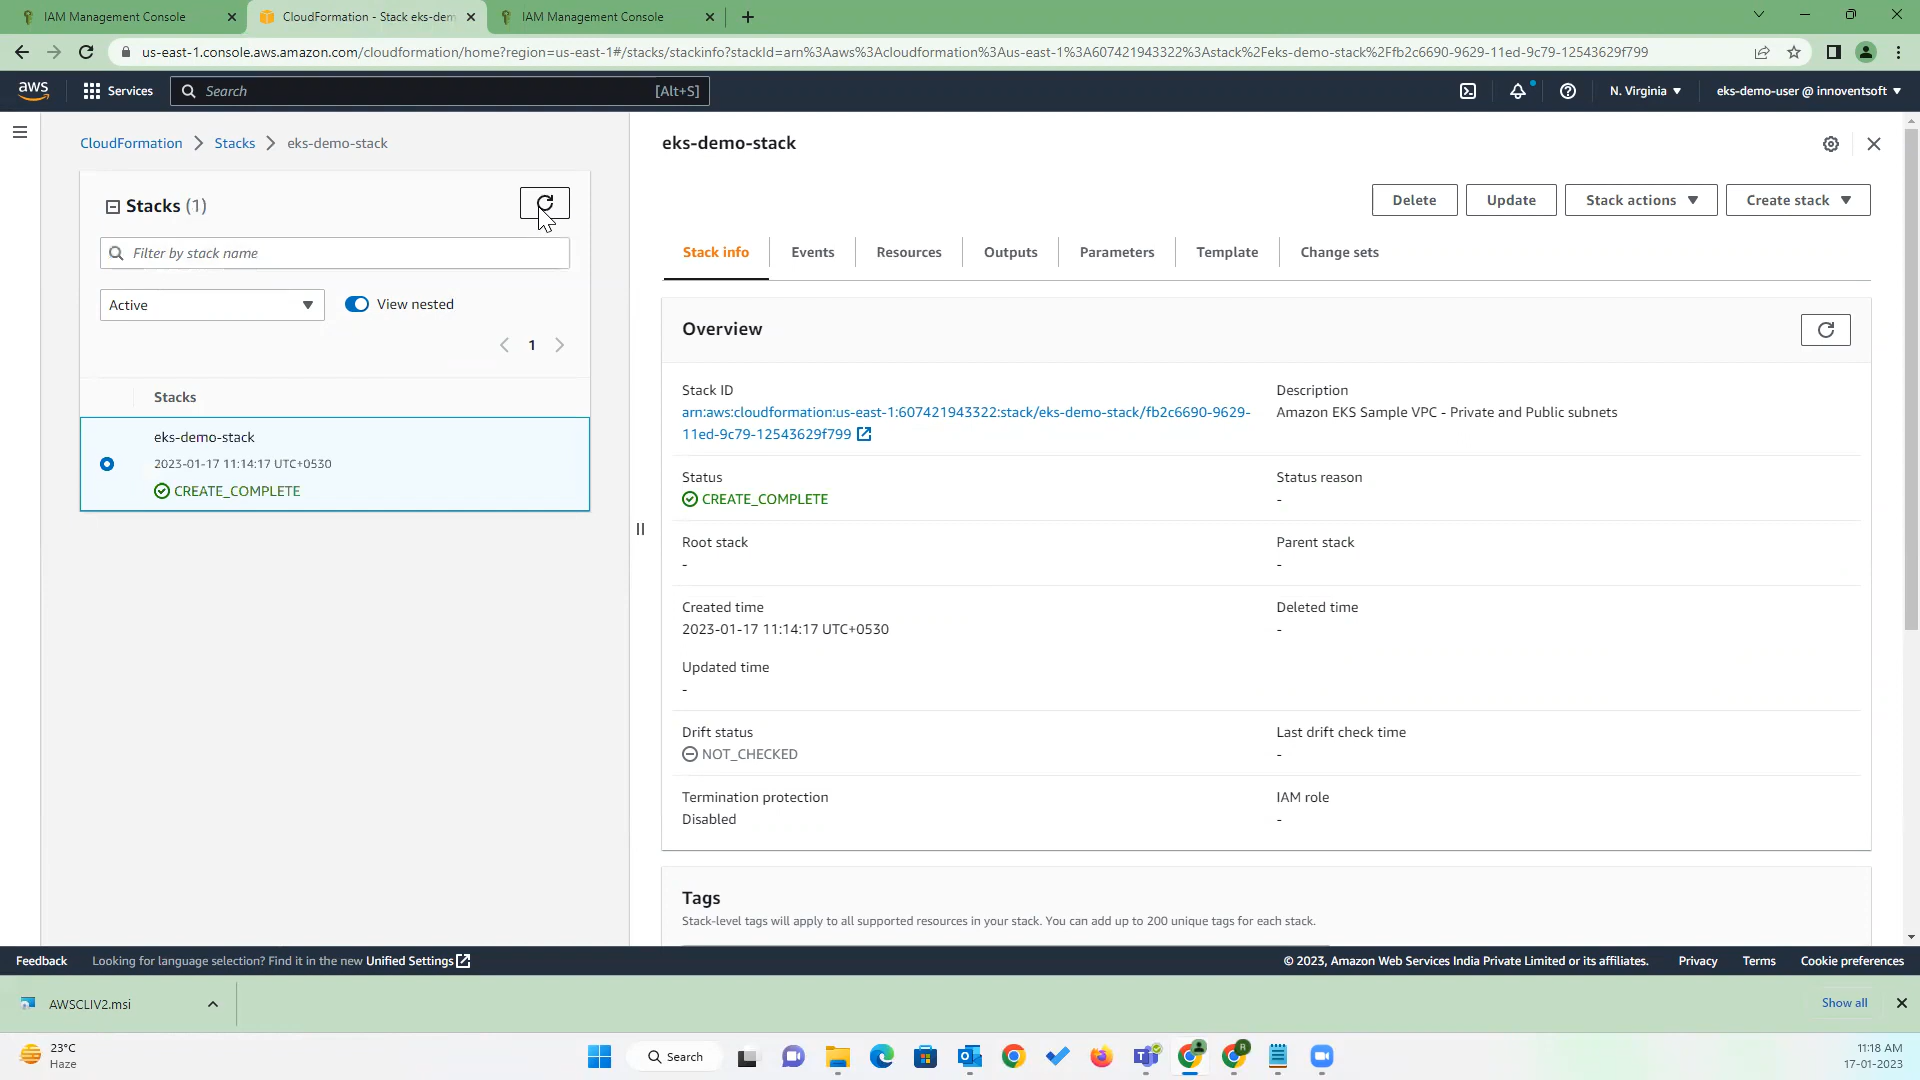 IAM Management Console
CloudFormation - Stack eks-dem
IAM Management Console
us-east-1.console.aws.amazon.com/cloudformation/home?region=us-east-1#/stacks/stackinfo?stackId=arn%3Aaws%3Acloudformation%3Aus-east-1%3A607421943322%3Astack%2Feks-demo-stack%2Ffb2c6690-9629-11ed-9c79-12543629f799
aws
Services
Search
[Alt+S]
N. Virginia
eks-demo-user @ innoventsoft
CloudFormation
Stacks
eks-demo-stack
Stacks (1)
Filter by stack name
Active
View nested
1
Stacks
eks-demo-stack
2023-01-17 11:14:17 UTC+0530
CREATE_COMPLETE
eks-demo-stack
Delete
Update
Stack actions
Create stack
Stack info
Events
Resources
Outputs
Parameters
Template
Change sets
Overview
Stack ID
arn:aws:cloudformation:us-east-1:607421943322:stack/eks-demo-stack/fb2c6690-9629-
11ed-9c79-12543629f799
Description
Amazon EKS Sample VPC - Private and Public subnets
Status
CREATE_COMPLETE
Status reason
-
Root stack
-
Parent stack
-
Created time
2023-01-17 11:14:17 UTC+0530
Deleted time
-
Updated time
-
Drift status
NOT_CHECKED
Last drift check time
-
Termination protection
Disabled
IAM role
-
Tags
Stack-level tags will apply to all supported resources in your stack. You can add up to 200 unique tags for each stack.
Feedback
Looking for language selection? Find it in the new Unified Settings
© 2023, Amazon Web Services India Private Limited or its affiliates.
Privacy
Terms
Cookie preferences
AWSCLIV2.msi
Show all
23°C
Haze
Search
R
11:18 AM
17-01-2023